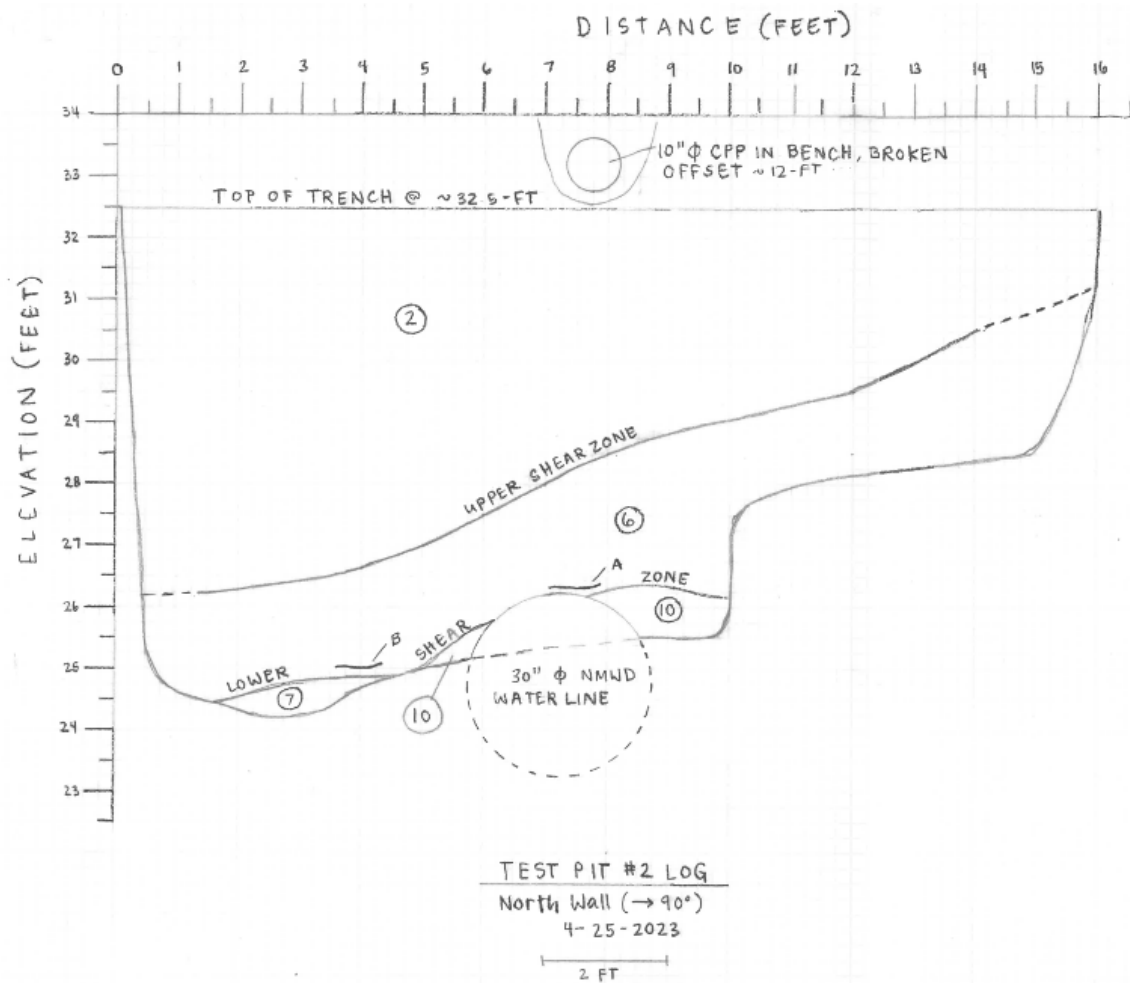 DISTANCE (FEET)
0 1 2 3 4 5 6 7 8 9 10 11 12 13 14 15 16
34
10" φ CPP IN BENCH, BROKEN
OFFSET ~12-FT
33
TOP OF TRENCH @ ~32.5-FT
32
ELEVATION (FEET)
31
2
30
29
UPPER SHEAR ZONE
28
6
27
A
ZONE
26
10
SHEAR
B
25
LOWER
30" φ NMWD
WATER LINE
7
10
24
23
TEST PIT #2 LOG
North Wall (→ 90°)
4-25-2023
2 FT